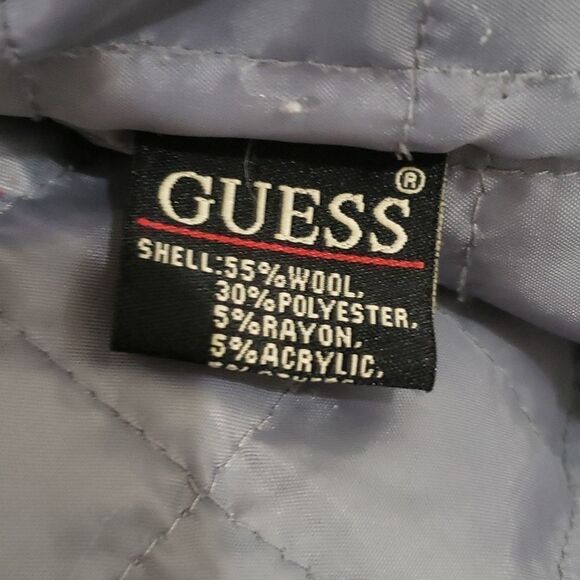 GUESS®
SHELL:55%WOOL,
30%POLYESTER,
5%RAYON,
5%ACRYLIC,